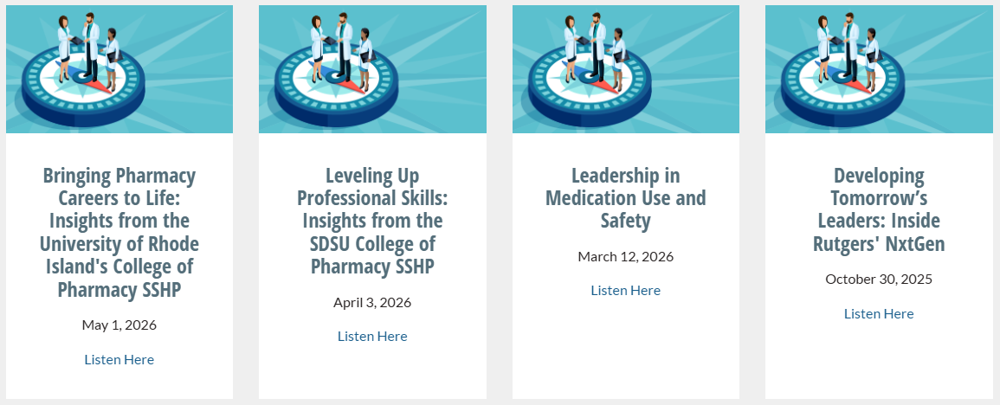 Bringing Pharmacy
Careers to Life:
Insights from the
University of Rhode
Island's College of
Pharmacy SSHP
May 1, 2026
Listen Here
Leveling Up
Professional Skills:
Insights from the
SDSU College of
Pharmacy SSHP
April 3, 2026
Listen Here
Leadership in
Medication Use and
Safety
March 12, 2026
Listen Here
Developing
Tomorrow’s
Leaders: Inside
Rutgers' NxtGen
October 30, 2025
Listen Here